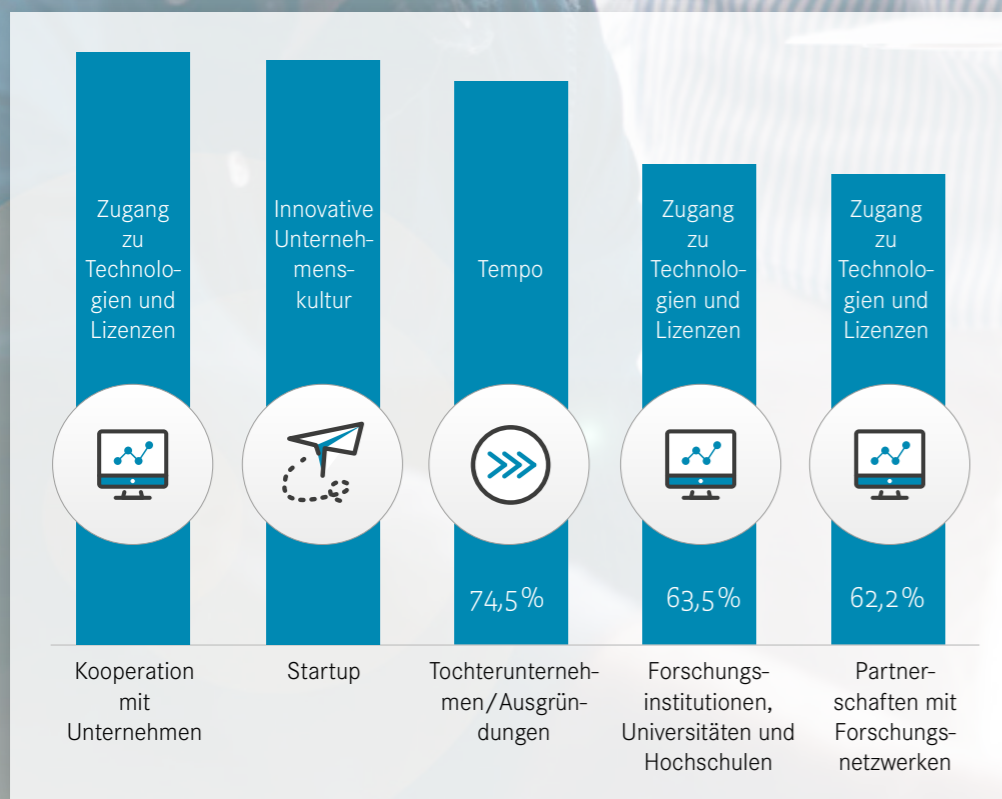 Zugang
zu
Technolo-
gien und
Lizenzen
Innovative
Unterneh-
mens-
kultur
Tempo
Zugang
zu
Technolo-
gien und
Lizenzen
Zugang
zu
Technolo-
gien und
Lizenzen
74,5%
63,5%
62,2%
Kooperation
mit
Unternehmen
Startup
Tochterunterneh-
men/Ausgrün-
dungen
Forschungs-
institutionen,
Universitäten und
Hochschulen
Partner-
schaften mit
Forschungs-
netzwerken